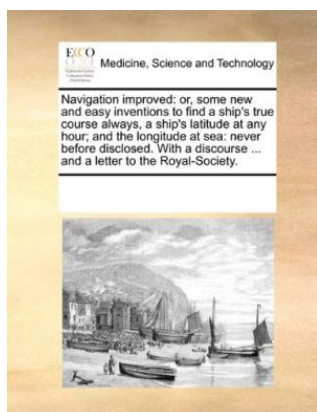 ECCO
Medicine, Science and Technology
Navigation improved: or, some new
and easy inventions to find a ship's true
course always, a ship's latitude at any
hour; and the longitude at sea: never
before disclosed. With a discourse ...
and a letter to the Royal-Society.